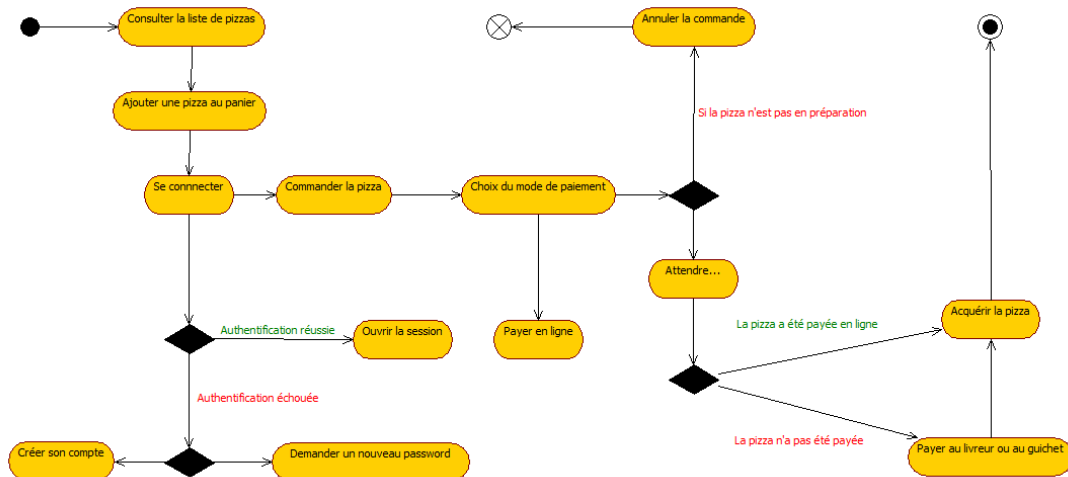 Consulter la liste de pizzas
Annuler la commande
Ajouter une pizza au panier
Si la pizza n'est pas en préparation
Se connnecter
Commander la pizza
Choix du mode de paiement
Attendre...
Authentification réussie
Ouvrir la session
Payer en ligne
La pizza a été payée en ligne
Acquérir la pizza
Authentification échouée
La pizza n'a pas été payée
Créer son compte
Demander un nouveau password
Payer au livreur ou au guichet